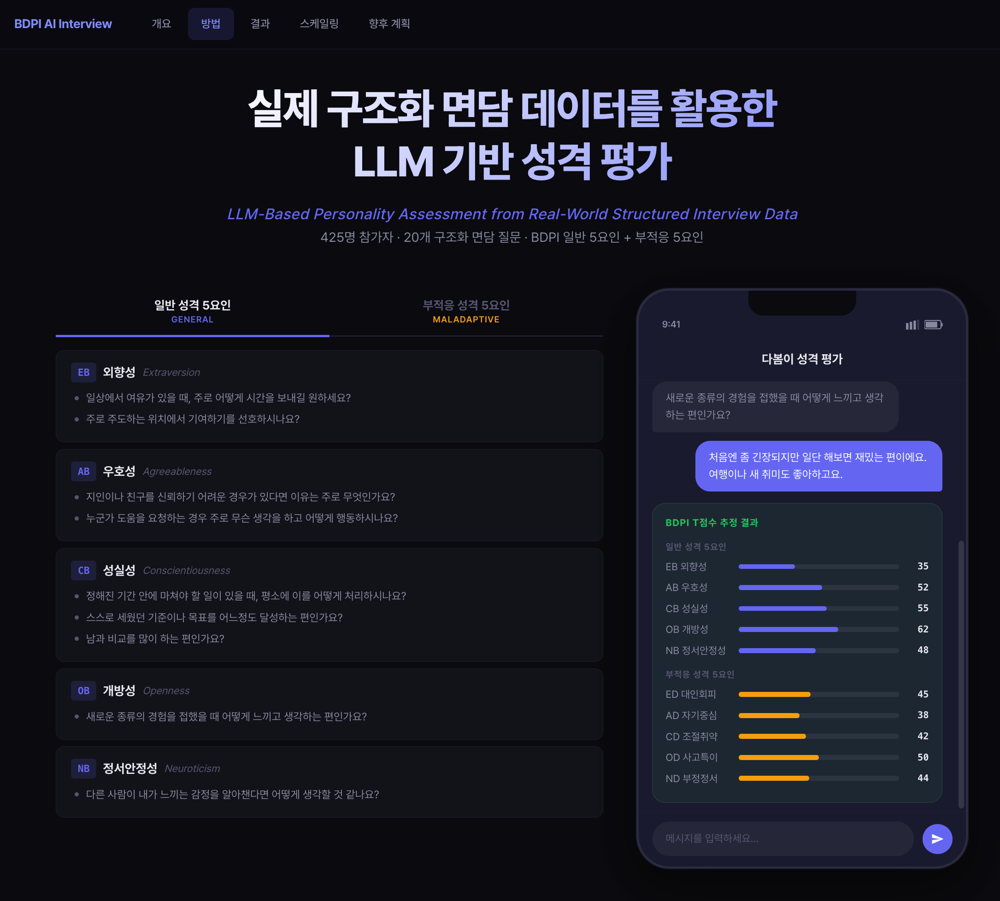 BDPI AI Interview
개요
방법
결과
스케일링
향후 계획
실제 구조화 면담 데이터를 활용한
LLM 기반 성격 평가
LLM-Based Personality Assessment from Real-World Structured Interview Data
425명 참가자 · 20개 구조화 면담 질문 · BDPI 일반 5요인 + 부적응 5요인
일반 성격 5요인
GENERAL
부적응 성격 5요인
MALADAPTIVE
EB 외향성 Extraversion
일상에서 여유가 있을 때, 주로 어떻게 시간을 보내길 원하세요?
주로 주도하는 위치에서 기여하기를 선호하시나요?
AB 우호성 Agreeableness
지인이나 친구를 신뢰하기 어려운 경우가 있다면 이유는 주로 무엇인가요?
누군가 도움을 요청하는 경우 주로 무슨 생각을 하고 어떻게 행동하시나요?
CB 성실성 Conscientiousness
정해진 기간 안에 마쳐야 할 일이 있을 때, 평소에 이를 어떻게 처리하시나요?
스스로 세웠던 기준이나 목표를 어느정도 달성하는 편인가요?
남과 비교를 많이 하는 편인가요?
OB 개방성 Openness
새로운 종류의 경험을 접했을 때 어떻게 느끼고 생각하는 편인가요?
NB 정서안정성 Neuroticism
다른 사람이 내가 느끼는 감정을 알아챈다면 어떻게 생각할 것 같나요?
9:41
다봄이 성격 평가
새로운 종류의 경험을 접했을 때 어떻게 느끼고 생각
하는 편인가요?
처음엔 좀 긴장되지만 일단 해보면 재밌는 편이에요.
여행이나 새 취미도 좋아하고요.
BDPI T점수 추정 결과
일반 성격 5요인
EB 외향성 35
AB 우호성 52
CB 성실성 55
OB 개방성 62
NB 정서안정성 48
부적응 성격 5요인
ED 대인회피 45
AD 자기중심 38
CD 조절취약 42
OD 사고특이 50
ND 부정정서 44
메시지를 입력하세요...